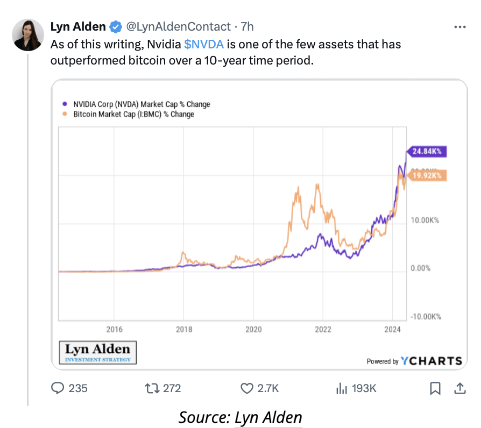 Lyn Alden @LynAldenContact · 7h
As of this writing, Nvidia $NVDA is one of the few assets that has
outperformed bitcoin over a 10-year time period.
NVIDIA Corp (NVDA) Market Cap % Change
Bitcoin Market Cap (I:BMC) % Change
24.84K%
19.92K%
10.00K%
0.00%
-10.00K%
2016 2018 2020 2022 2024
Lyn Alden
INVESTMENT STRATEGY
Powered by YCHARTS
235 272 2.7K 193K
Source: Lyn Alden